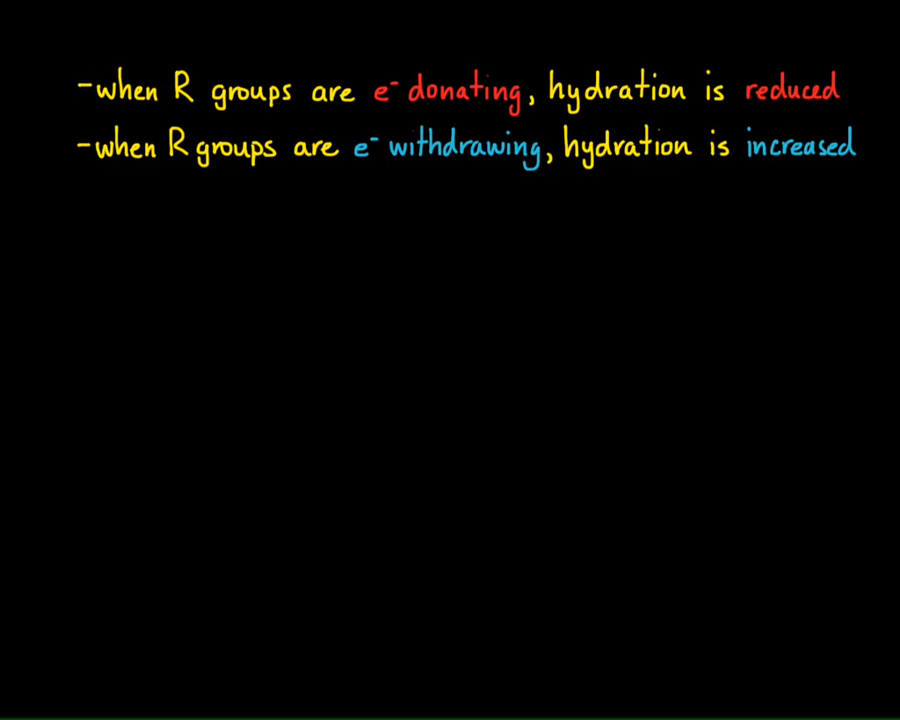 -when R groups are e⁻ donating, hydration is reduced
-when R groups are e⁻ withdrawing, hydration is increased